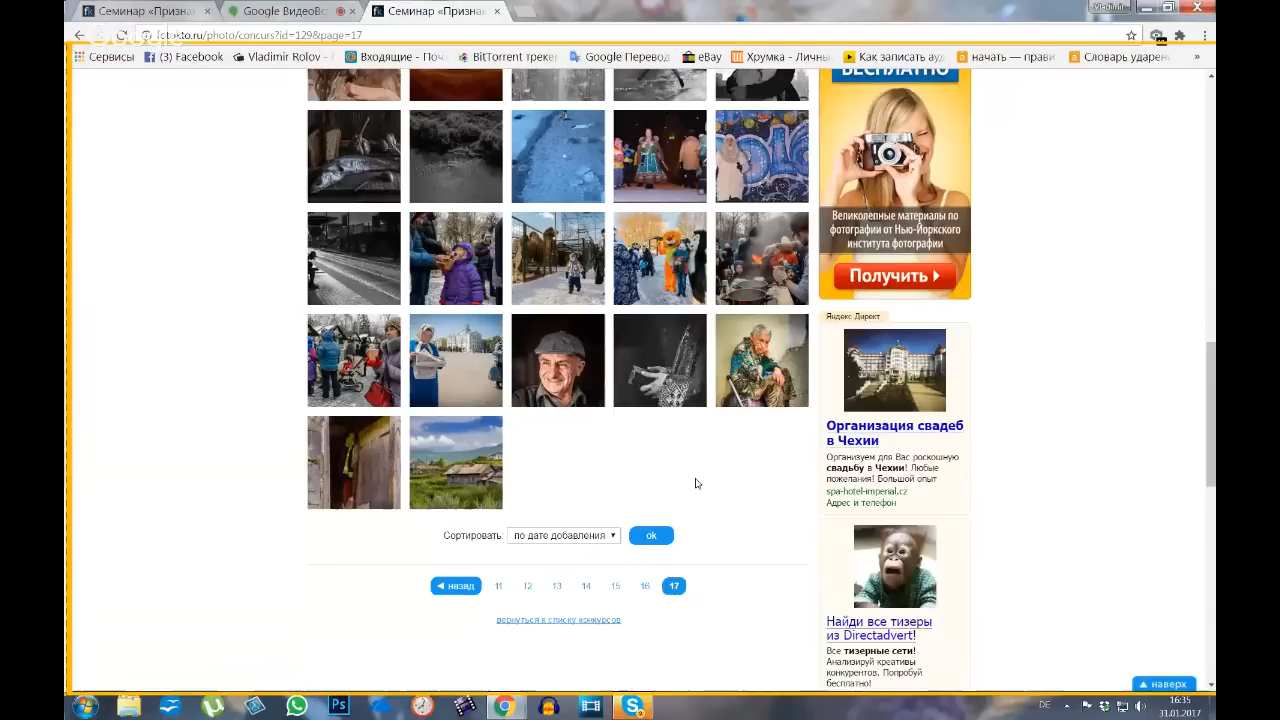 Семинар «Признан
Google ВидеоВст
Семинар «Признан
Vladimir
fotokto.ru/photo/concurs?id=129&page=17
Сервисы
(3) Facebook
Vladimir Rolov -
Входящие - Поч
BitTorrent трекер
Google Перевод
eBay
Хрумка - Личны
Как записать ауд
начать — прави
Словарь ударен
»
БЕСПЛАТНО
Великолепные материалы по
фотографии от Нью-Йоркского
института фотографии
Получить
Яндекс.Директ
Организация свадеб
в Чехии
Организуем для Вас роскошную
свадьбу в Чехии! Любые
пожелания! Большой опыт
spa-hotel-imperial.cz
Адрес и телефон
Сортировать: по дате добавления ok
назад 11 12 13 14 15 16 17
вернуться к списку конкурсов
Найди все тизеры
из Directadvert!
Все тизерные сети!
Анализируй креативы
конкурентов. Попробуй
бесплатно!
наверх
Ps
DE
16:35
31.01.2017